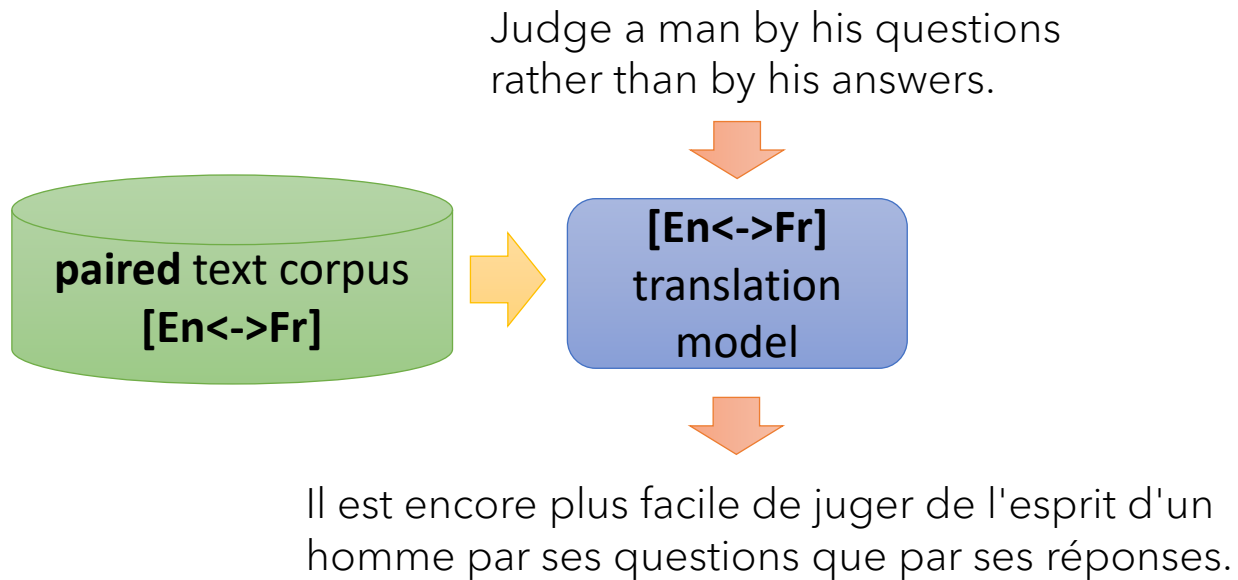 Judge a man by his questions
rather than by his answers.
paired text corpus
[En<->Fr]
[En<->Fr]
translation
model
Il est encore plus facile de juger de l'esprit d'un
homme par ses questions que par ses réponses.